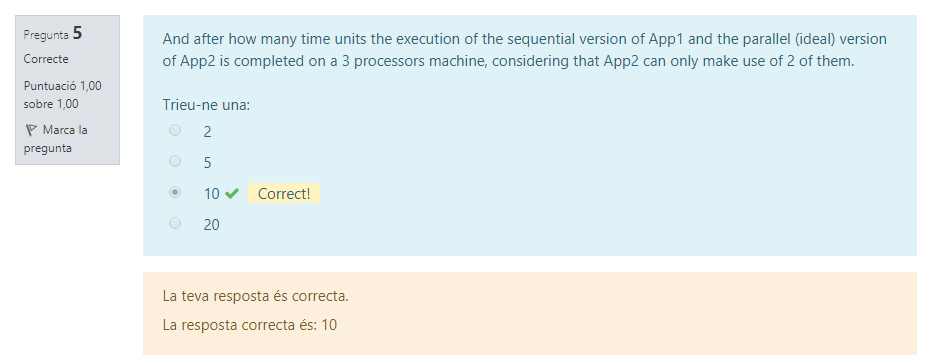 Pregunta 5
Correcte
Puntuació 1,00
sobre 1,00
Marca la
pregunta
And after how many time units the execution of the sequential version of App1 and the parallel (ideal) version
of App2 is completed on a 3 processors machine, considering that App2 can only make use of 2 of them.
Trieu-ne una:
2
5
10 Correct!
20
La teva resposta és correcta.
La resposta correcta és: 10